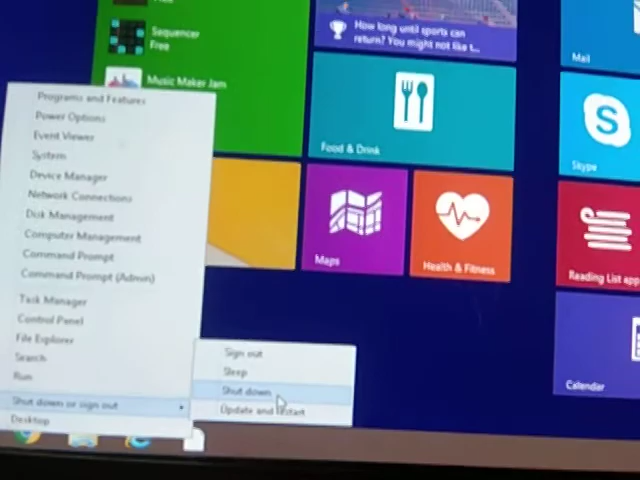 Sequencer
Free
Music Maker Jam
How long until sports can
return? You might not like t...
Food & Drink
Maps
Health & Fitness
Mail
Skype
Reading List app
Calendar
Programs and Features
Power Options
Event Viewer
System
Device Manager
Network Connections
Disk Management
Computer Management
Command Prompt
Command Prompt (Admin)
Task Manager
Control Panel
File Explorer
Search
Run
Shut down or sign out
Desktop
Sign out
Sleep
Shut down
Update and restart